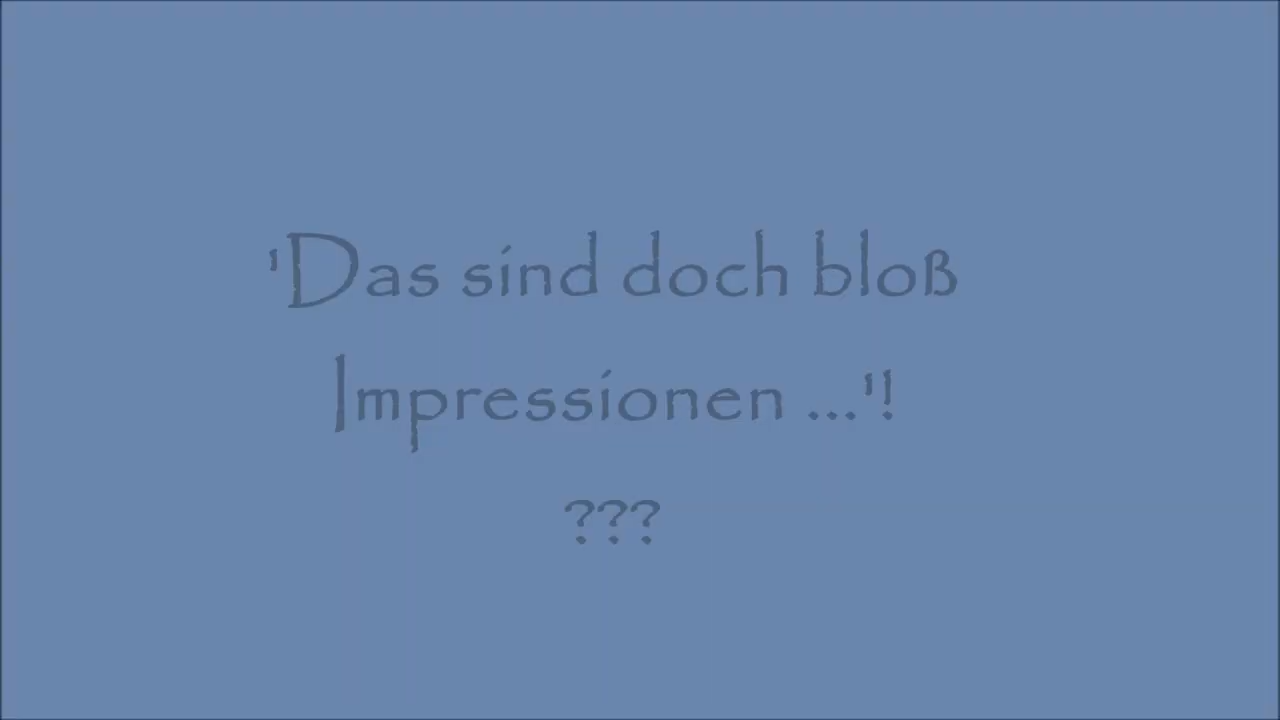 'Das sind doch bloß
Impressionen ...'!
???